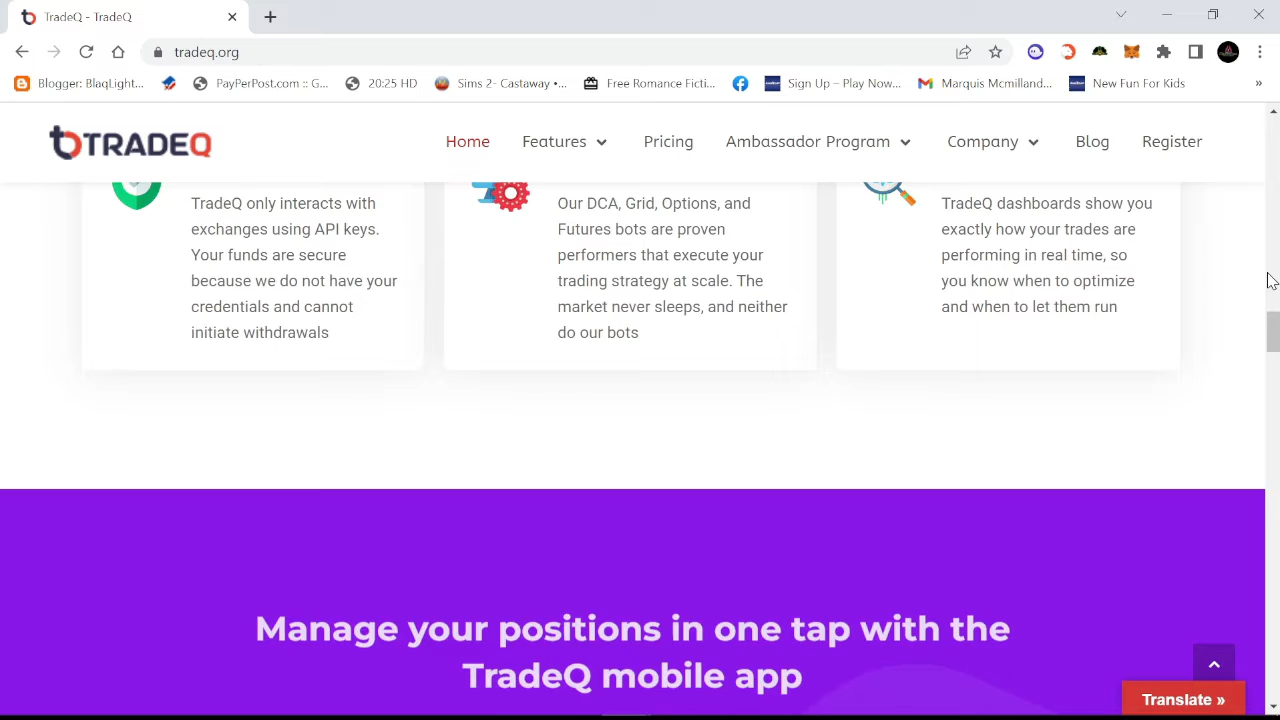 TradeQ - TradeQ
tradeq.org
Blogger: BlaqLight...
PayPerPost.com :: G...
20:25 HD
Sims 2- Castaway •...
Free Romance Ficti...
Sign Up – Play Now...
Marquis Mcmilland...
New Fun For Kids
»
TRADEQ
Home
Features
Pricing
Ambassador Program
Company
Blog
Register
TradeQ only interacts with
exchanges using API keys.
Your funds are secure
because we do not have your
credentials and cannot
initiate withdrawals
Our DCA, Grid, Options, and
Futures bots are proven
performers that execute your
trading strategy at scale. The
market never sleeps, and neither
do our bots
TradeQ dashboards show you
exactly how your trades are
performing in real time, so
you know when to optimize
and when to let them run
Manage your positions in one tap with the
TradeQ mobile app
Translate »